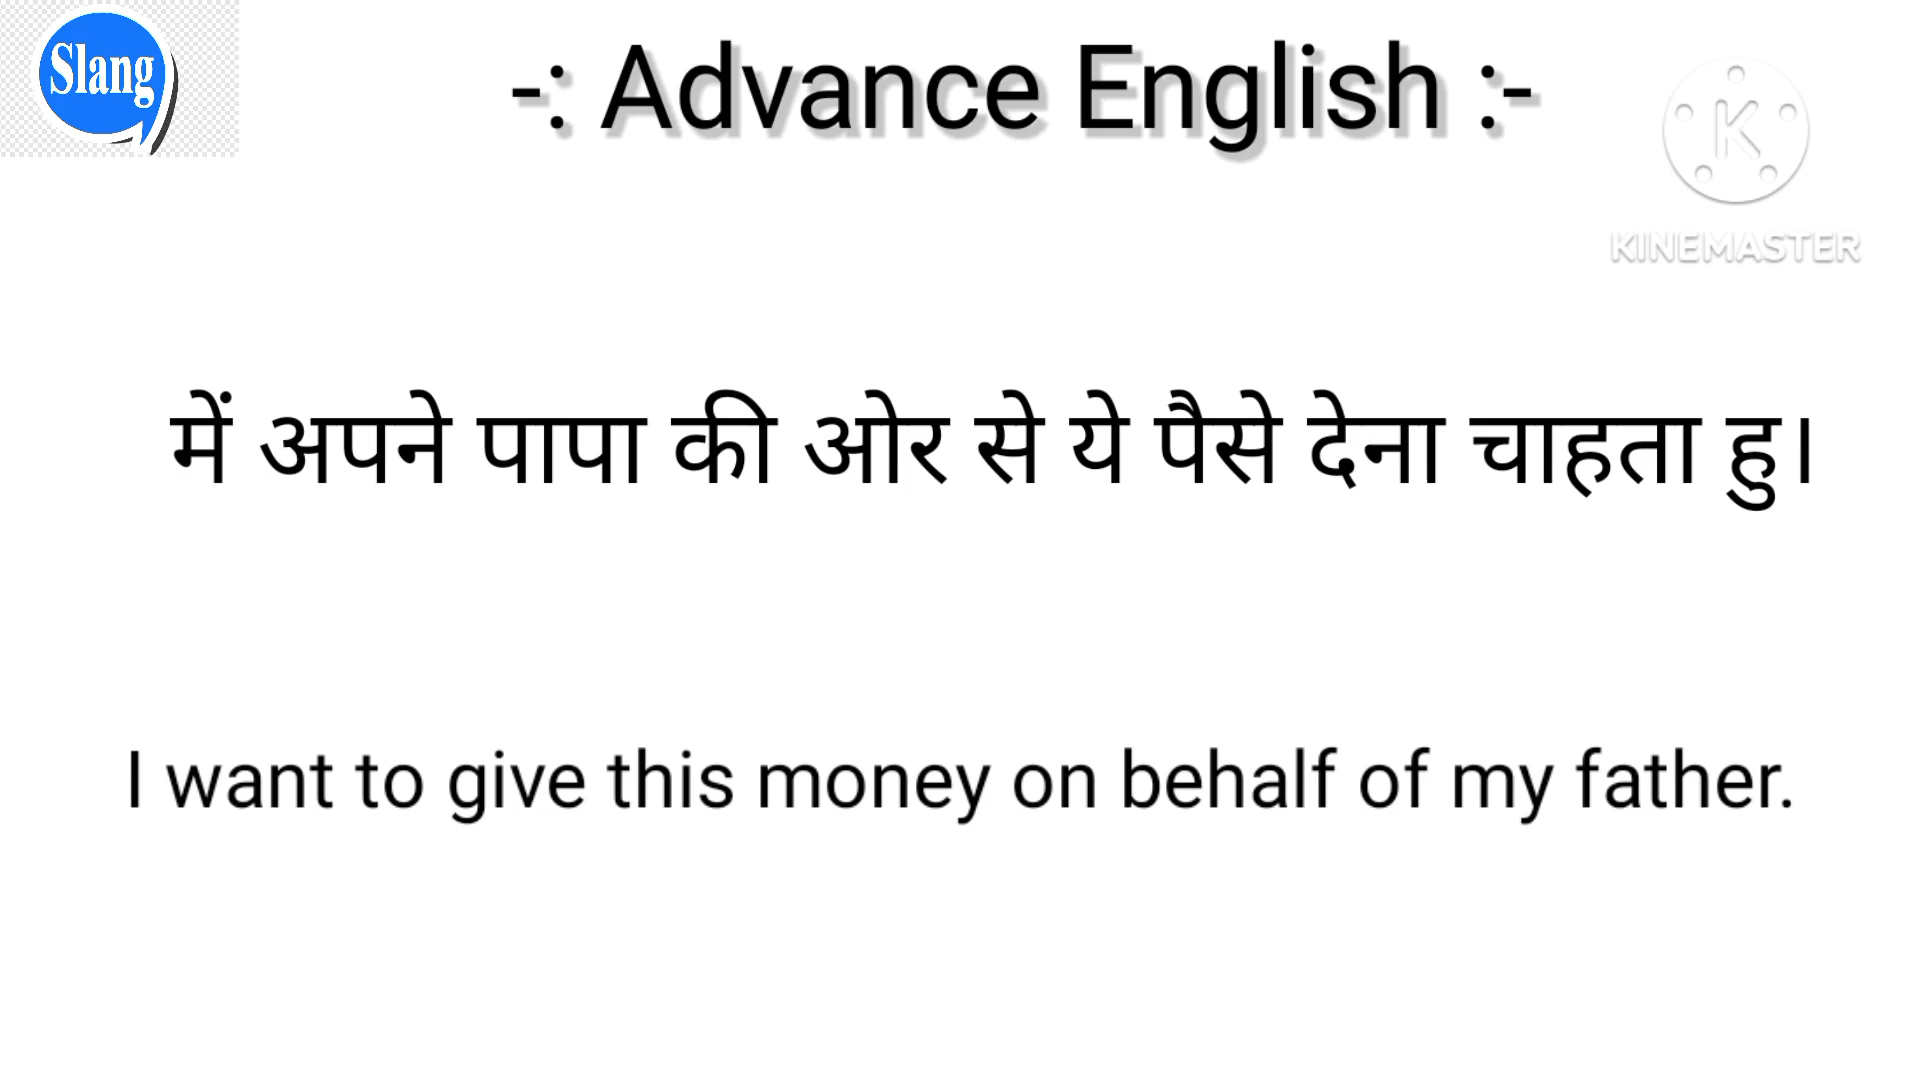 Slang
-: Advance English :-
KINEMASTER
में अपने पापा की ओर से ये पैसे देना चाहता हु।
I want to give this money on behalf of my father.